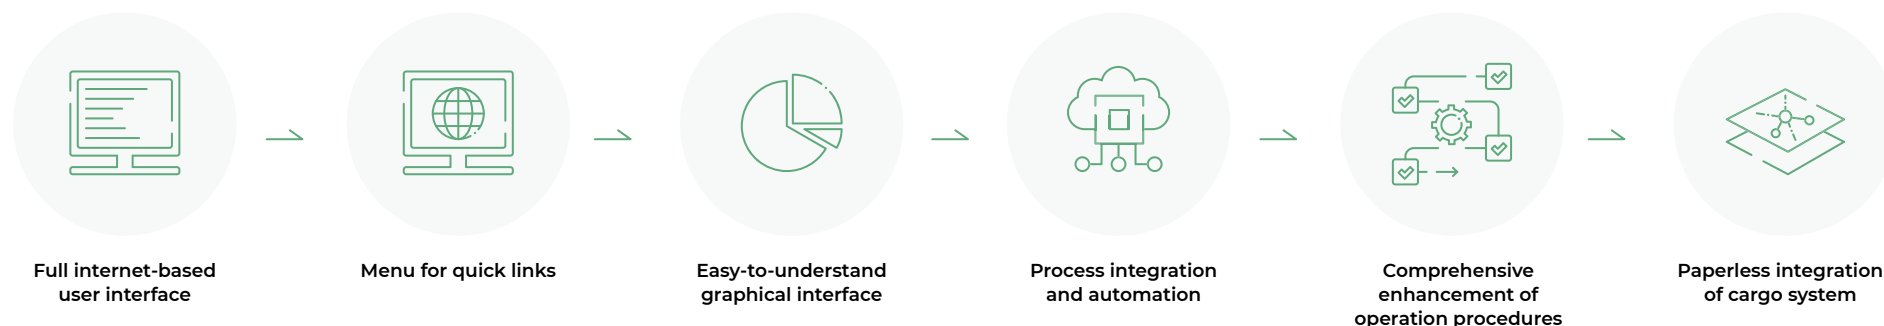 Full internet-based
user interface
Menu for quick links
Easy-to-understand
graphical interface
Process integration
and automation
Comprehensive
enhancement of
operation procedures
Paperless integration
of cargo system